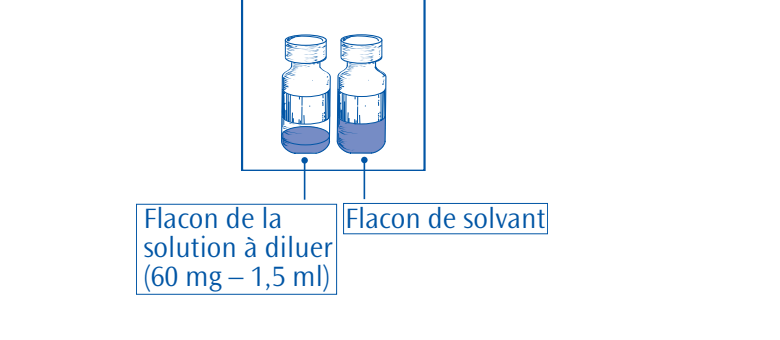 Flacon de la
solution à diluer
(60 mg – 1,5 ml)
Flacon de solvant